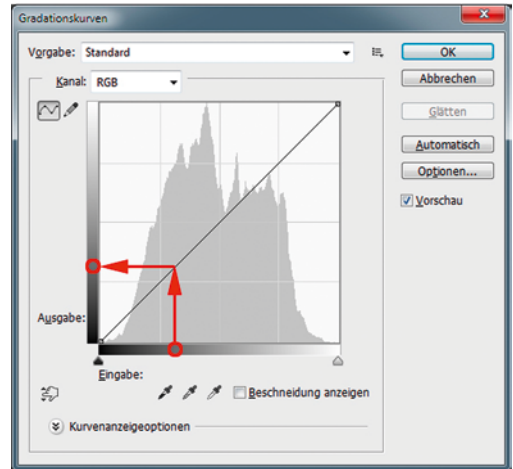 Gradationskurven
Vorgabe: Standard
OK
Kanal: RGB
Abbrechen
Glätten
Automatisch
Optionen...
Vorschau
Ausgabe:
Eingabe:
Beschneidung anzeigen
Kurvenanzeigeoptionen